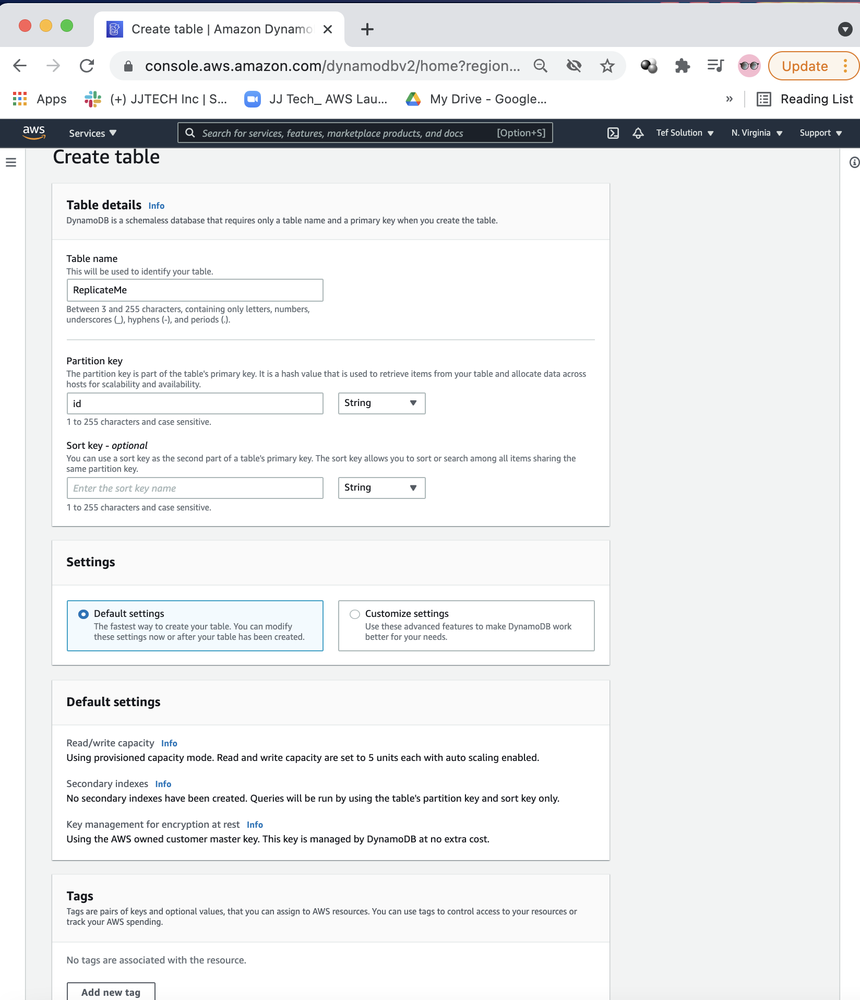 Create table | Amazon Dynamo
console.aws.amazon.com/dynamodbv2/home?region...
Update
Apps
(+) JJTECH Inc | S...
JJ Tech_ AWS Lau...
My Drive - Google...
»
Reading List
aws
Services
Search for services, features, marketplace products, and docs
[Option+S]
Tef Solution
N. Virginia
Support
Create table
Table details Info
DynamoDB is a schemaless database that requires only a table name and a primary key when you create the table.
Table name
This will be used to identify your table.
ReplicateMe
Between 3 and 255 characters, containing only letters, numbers,
underscores (_), hyphens (-), and periods (.).
Partition key
The partition key is part of the table's primary key. It is a hash value that is used to retrieve items from your table and allocate data across
hosts for scalability and availability.
id
String
1 to 255 characters and case sensitive.
Sort key - optional
You can use a sort key as the second part of a table's primary key. The sort key allows you to sort or search among all items sharing the
same partition key.
Enter the sort key name
String
1 to 255 characters and case sensitive.
Settings
Default settings
The fastest way to create your table. You can modify
these settings now or after your table has been created.
Customize settings
Use these advanced features to make DynamoDB work
better for your needs.
Default settings
Read/write capacity Info
Using provisioned capacity mode. Read and write capacity are set to 5 units each with auto scaling enabled.
Secondary indexes Info
No secondary indexes have been created. Queries will be run by using the table's partition key and sort key only.
Key management for encryption at rest Info
Using the AWS owned customer master key. This key is managed by DynamoDB at no extra cost.
Tags
Tags are pairs of keys and optional values, that you can assign to AWS resources. You can use tags to control access to your resources or
track your AWS spending.
No tags are associated with the resource.
Add new tag